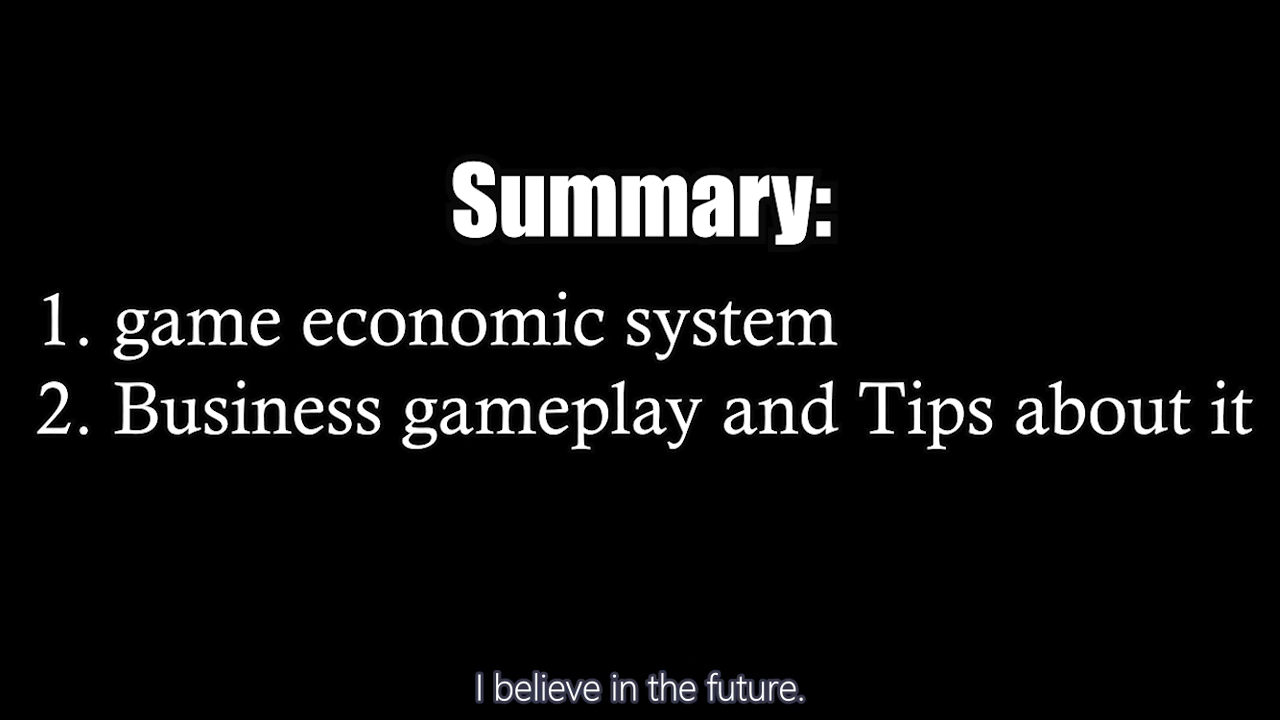 Summary:
1. game economic system
2. Business gameplay and Tips about it
I believe in the future.